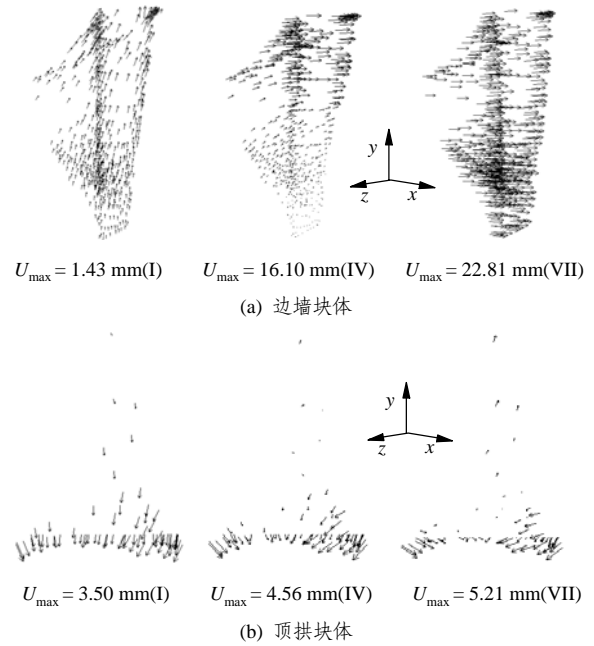 y
z x
U_max = 1.43 mm(I) U_max = 16.10 mm(IV) U_max = 22.81 mm(VII)
(a) 边墙块体
y
z x
U_max = 3.50 mm(I) U_max = 4.56 mm(IV) U_max = 5.21 mm(VII)
(b) 顶拱块体